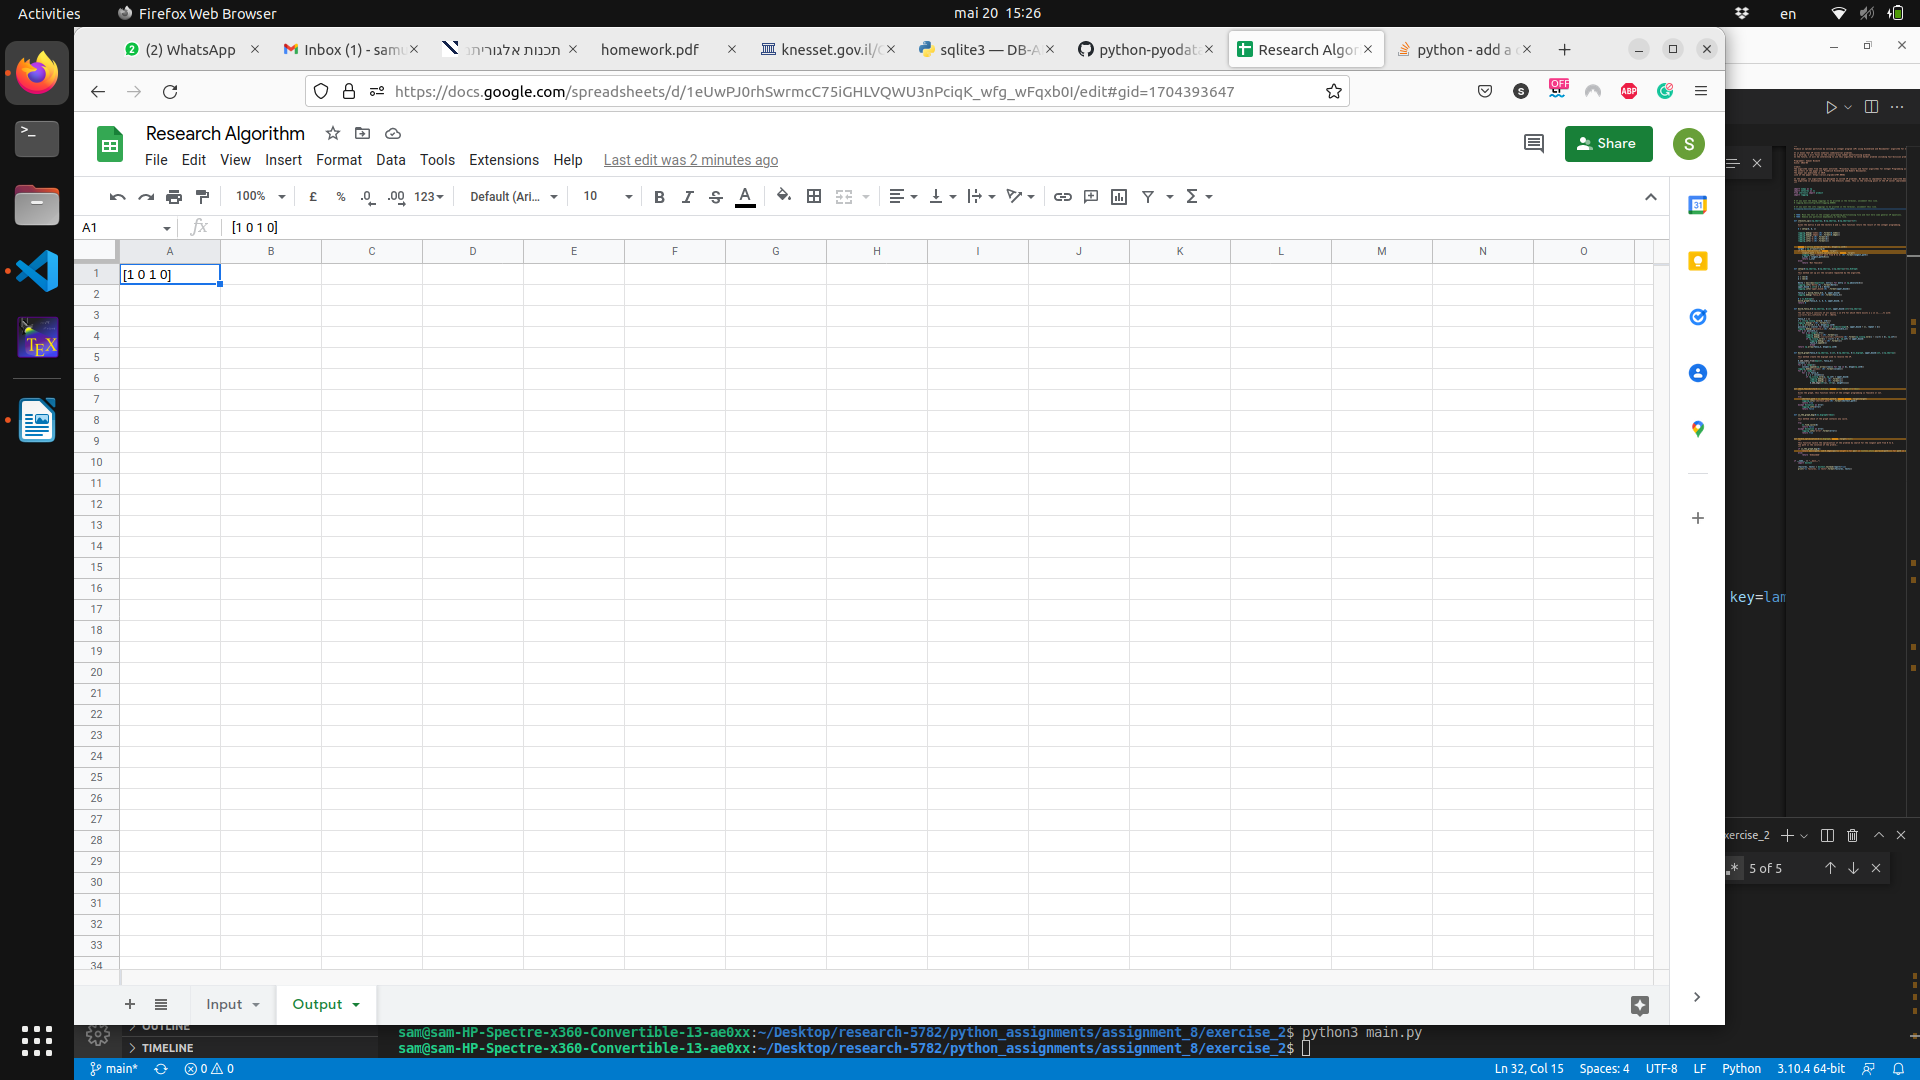 Activities
Firefox Web Browser
mai 20 15:26
en
(2) WhatsApp
Inbox (1) - samu
תכנות אלגוריתמ
homework.pdf
knesset.gov.il/
sqlite3 — DB-A
python-pyodata
Research Algor
python - add a
https://docs.google.com/spreadsheets/d/1eUwPJ0rhSwrmcC75iGHLVQWU3nPciqK_wfg_wFqxb0I/edit#gid=1704393647
OFF
S
ABP
Research Algorithm
File Edit View Insert Format Data Tools Extensions Help Last edit was 2 minutes ago
Share
S
100% £ % .0 .00 123 Default (Ari... 10 B I S A
31
A1 fx [1 0 1 0]
A B C D E F G H I J K L M N O
1 [1 0 1 0]
2
3
4
5
6
7
8
9
10
11
12
13
14
15
16
17
18
19
20
21
22
23
24
25
26
27
28
29
30
31
32
33
34
key=lam
xercise_2
5 of 5
Input
Output
OUTLINE
TIMELINE
sam@sam-HP-Spectre-x360-Convertible-13-ae0xx:~/Desktop/research-5782/python_assignments/assignment_8/exercise_2$ python3 main.py
sam@sam-HP-Spectre-x360-Convertible-13-ae0xx:~/Desktop/research-5782/python_assignments/assignment_8/exercise_2$
main* 0 0 Ln 32, Col 15 Spaces: 4 UTF-8 LF Python 3.10.4 64-bit